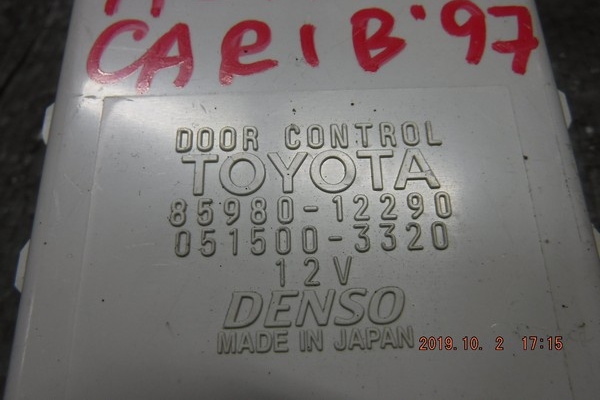 CARIB '97
DOOR CONTROL
TOYOTA
85980-12290
051500-3320
12V
DENSO
MADE IN JAPAN
2019.10. 2 17:15